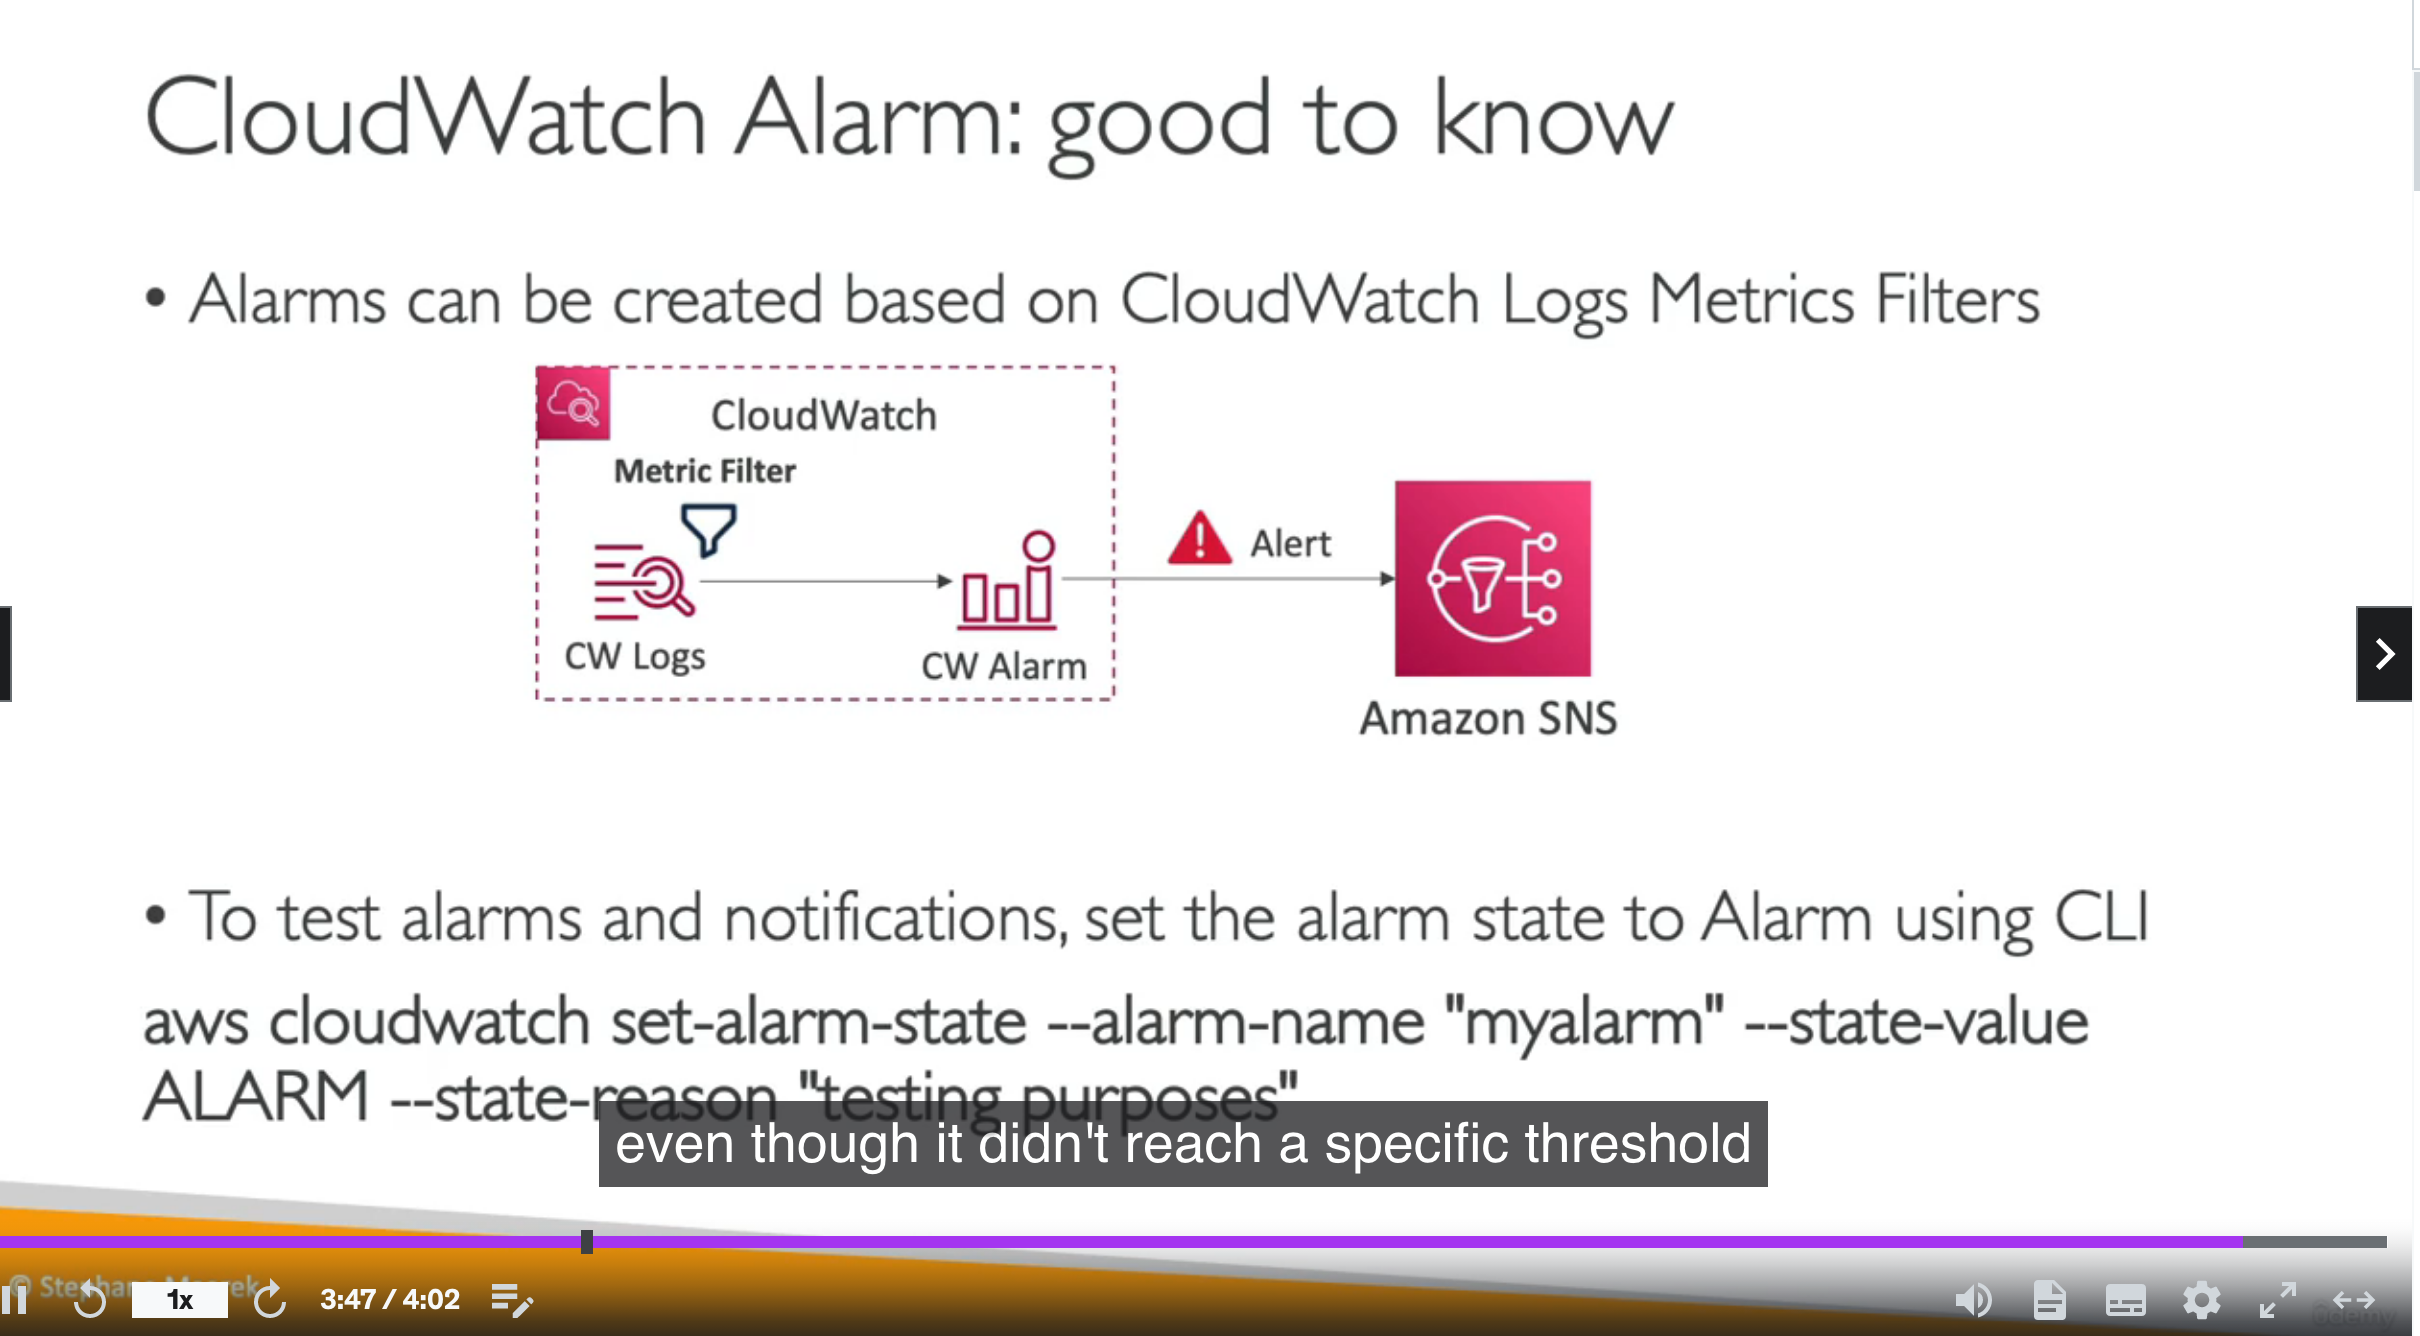 CloudWatch Alarm: good to know
• Alarms can be created based on CloudWatch Logs Metrics Filters
CloudWatch
Metric Filter
CW Logs
CW Alarm
Alert
Amazon SNS
• To test alarms and notifications, set the alarm state to Alarm using CLI
aws cloudwatch set-alarm-state --alarm-name "myalarm" --state-value
ALARM --state-reason "testing purposes"
even though it didn't reach a specific threshold
© Stephane Maarek
1x
3:47 / 4:02
ûdemy